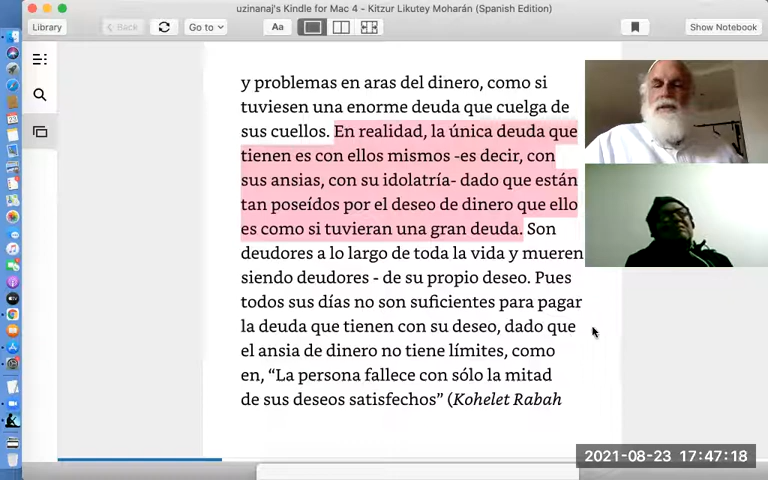 uzinanaj's Kindle for Mac 4 - Kitzur Likutey Moharán (Spanish Edition)
Library
Back
Go to
Aa
Show Notebook
y problemas en aras del dinero, como si
tuviesen una enorme deuda que cuelga de
sus cuellos. En realidad, la única deuda que
tienen es con ellos mismos -es decir, con
sus ansias, con su idolatría- dado que están
tan poseídos por el deseo de dinero que ello
es como si tuvieran una gran deuda. Son
deudores a lo largo de toda la vida y mueren
siendo deudores - de su propio deseo. Pues
todos sus días no son suficientes para pagar
la deuda que tienen con su deseo, dado que
el ansia de dinero no tiene límites, como
en, “La persona fallece con sólo la mitad
de sus deseos satisfechos” (Kohelet Rabah
2021-08-23 17:47:18